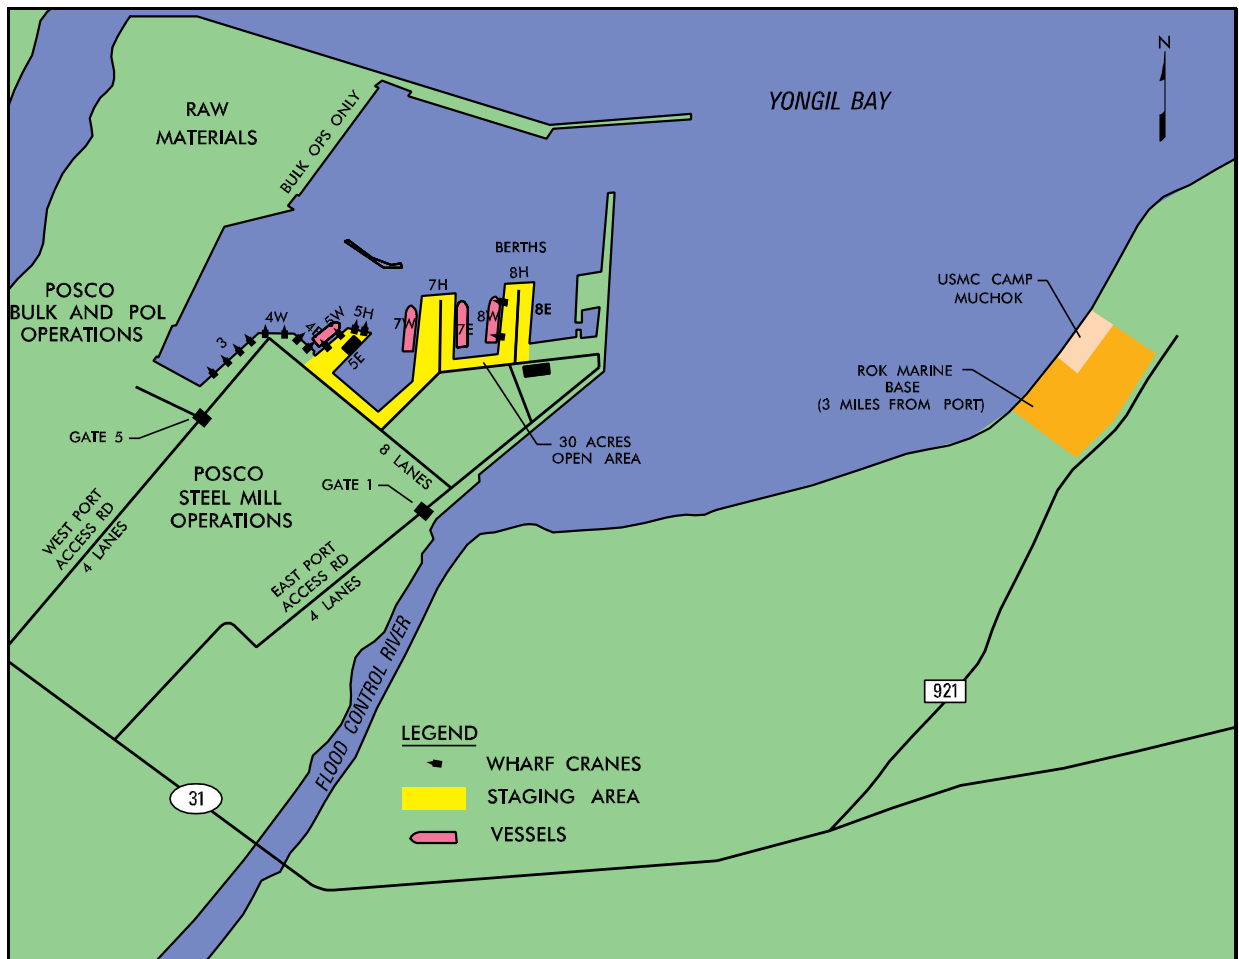 N
YONGIL BAY
RAW
MATERIALS
BULK OPS ONLY
BERTHS
8H
7H
USMC CAMP
MUCHOK
POSCO
BULK AND POL
OPERATIONS
4W
5W
5H
7W
7E
8W
8E
3
4E
5E
ROK MARINE
BASE
(3 MILES FROM PORT)
GATE 5
30 ACRES
OPEN AREA
8 LANES
POSCO
STEEL MILL
OPERATIONS
GATE 1
WEST PORT
ACCESS RD
4 LANES
EAST PORT
ACCESS RD
4 LANES
FLOOD CONTROL RIVER
921
31
LEGEND
WHARF CRANES
STAGING AREA
VESSELS